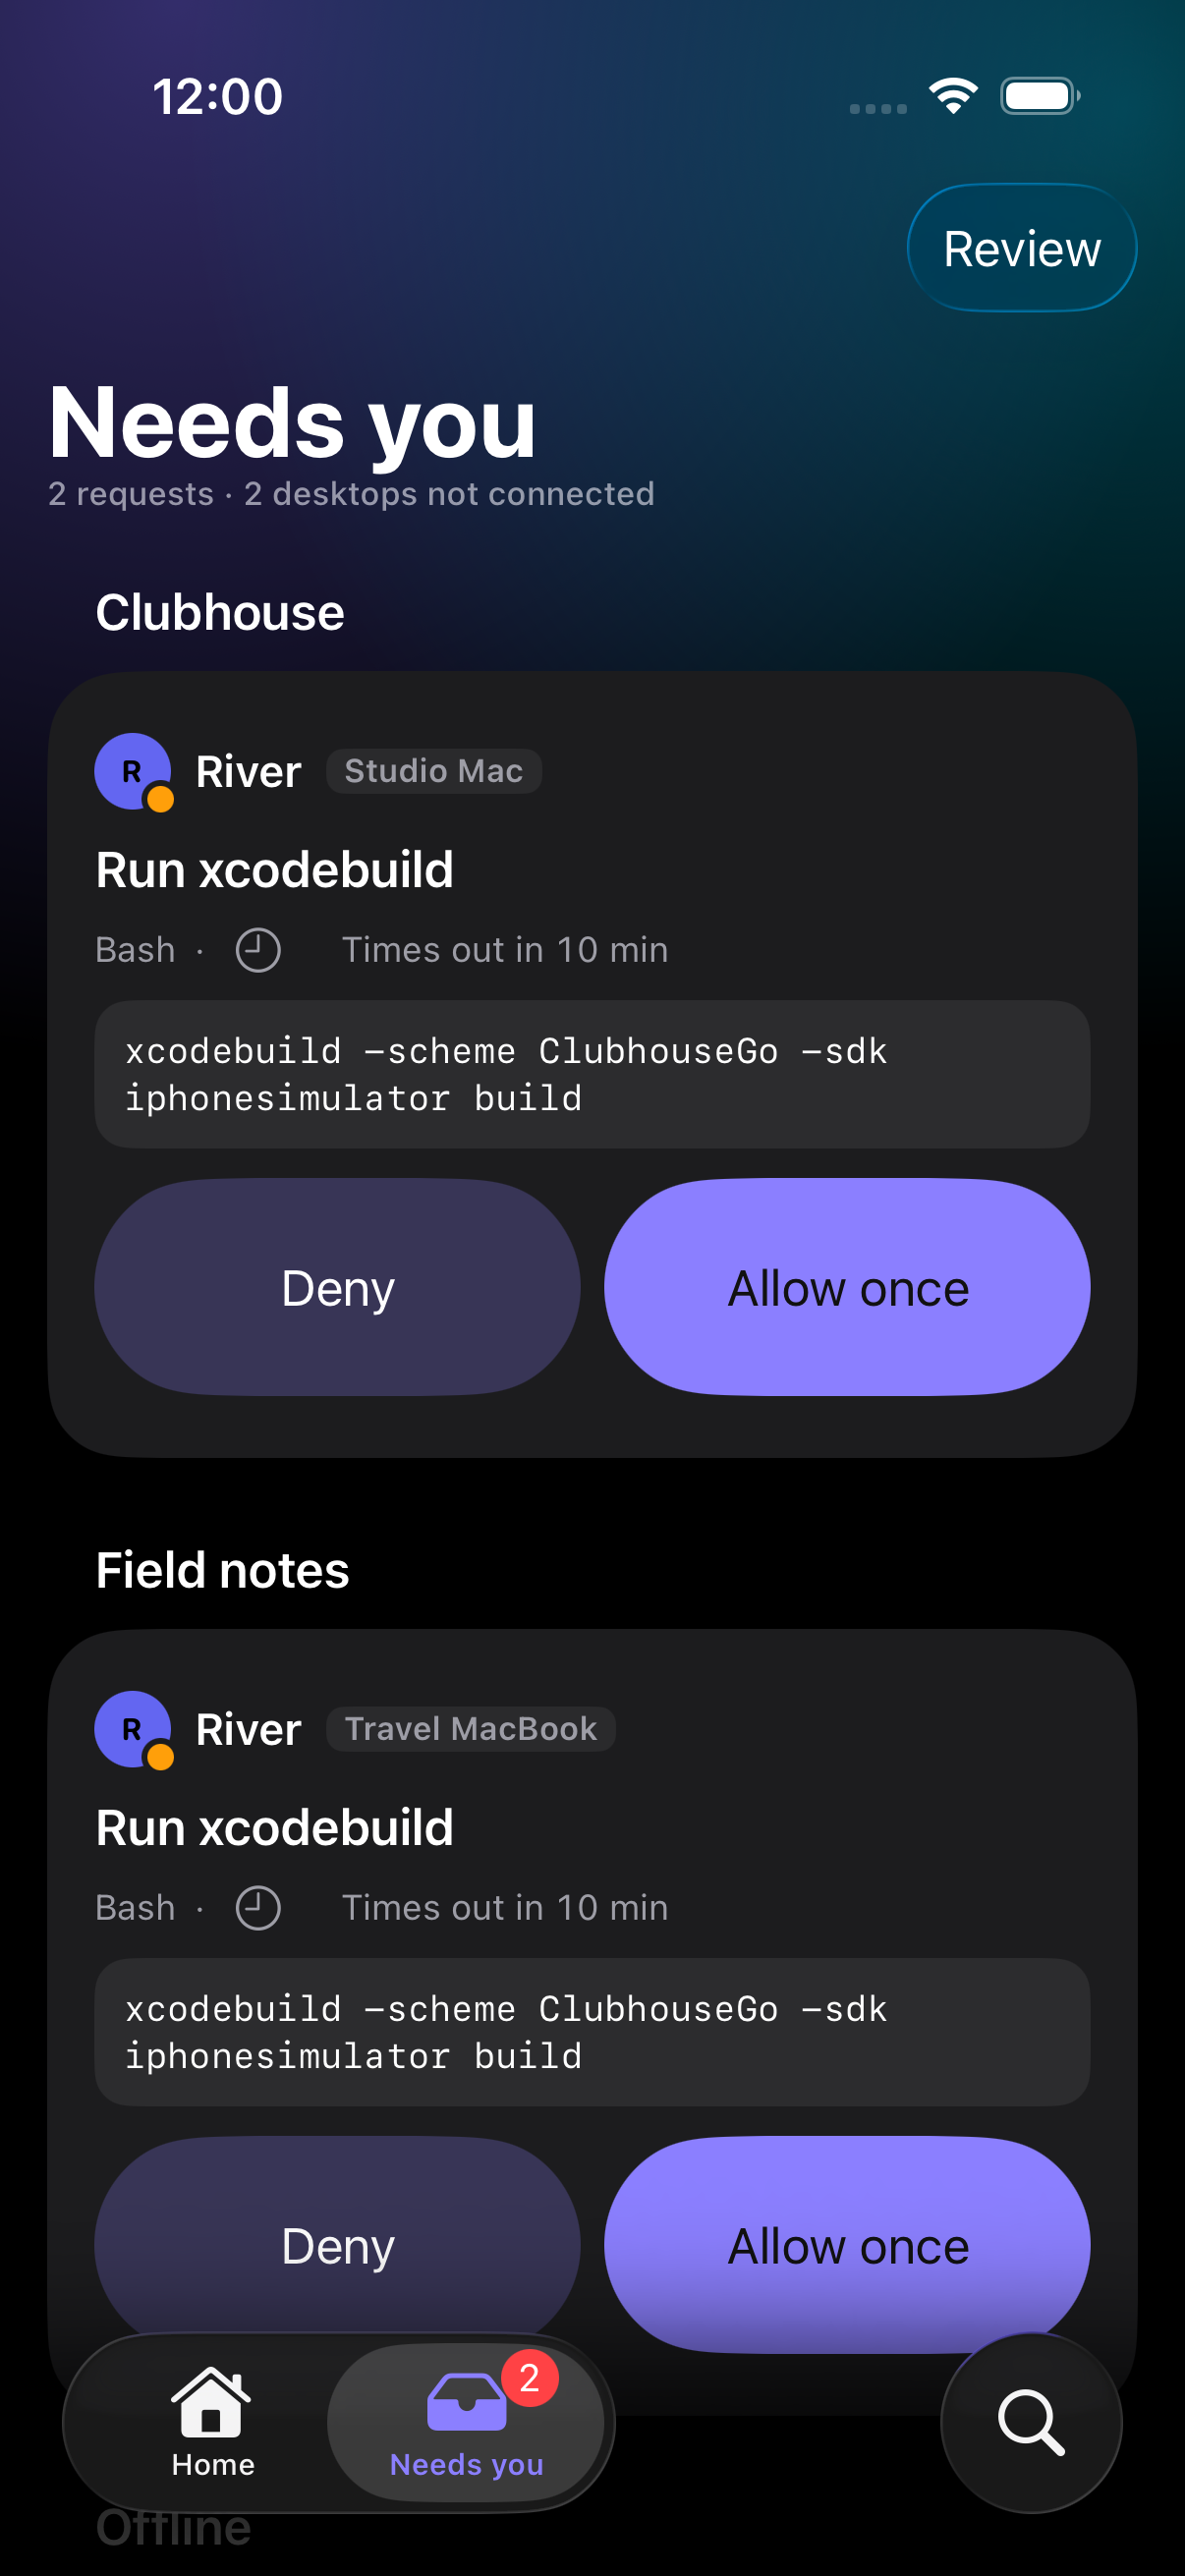 12:00
Review
Needs you
2 requests · 2 desktops not connected
Clubhouse
R
River
Studio Mac
Run xcodebuild
Bash · Times out in 10 min
xcodebuild -scheme ClubhouseGo -sdk
iphonesimulator build
Deny
Allow once
Field notes
R
River
Travel MacBook
Run xcodebuild
Bash · Times out in 10 min
xcodebuild -scheme ClubhouseGo -sdk
iphonesimulator build
Deny
Allow once
2
Home
Needs you
Offline